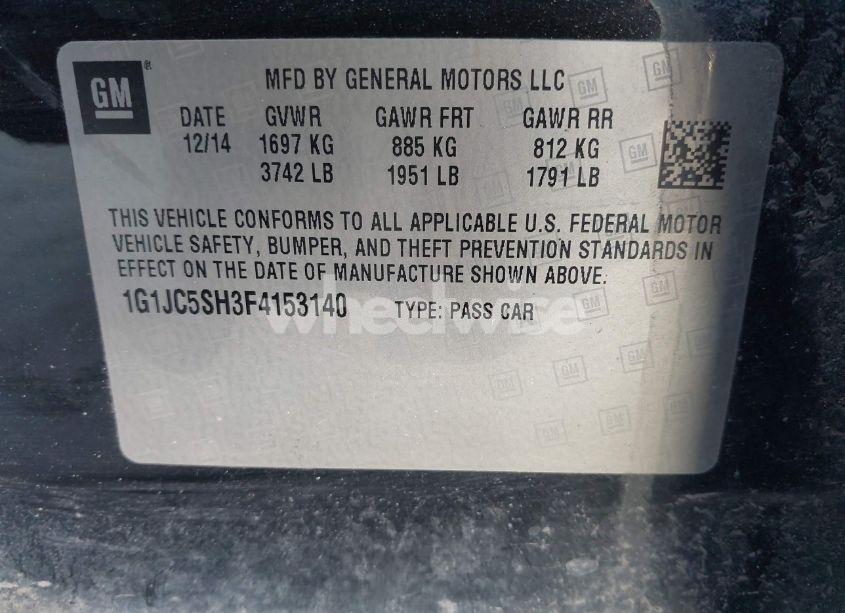 GM ®
MFD BY GENERAL MOTORS LLC
DATE GVWR GAWR FRT GAWR RR
12/14 1697 KG 885 KG 812 KG
3742 LB 1951 LB 1791 LB
THIS VEHICLE CONFORMS TO ALL APPLICABLE U.S. FEDERAL MOTOR
VEHICLE SAFETY, BUMPER, AND THEFT PREVENTION STANDARDS IN
EFFECT ON THE DATE OF MANUFACTURE SHOWN ABOVE.
1G1JC5SH3F4153140 TYPE: PASS CAR
wheelwise